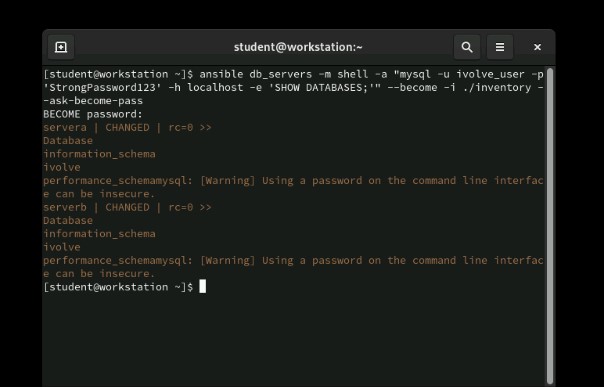 student@workstation:~
[student@workstation ~]$ ansible db_servers -m shell -a "mysql -u ivolve_user -p
'StrongPassword123' -h localhost -e 'SHOW DATABASES;'" --become -i ./inventory -
-ask-become-pass
BECOME password:
servera | CHANGED | rc=0 >>
Database
information_schema
ivolve
performance_schemamysql: [Warning] Using a password on the command line interfac
e can be insecure.
serverb | CHANGED | rc=0 >>
Database
information_schema
ivolve
performance_schemamysql: [Warning] Using a password on the command line interfac
e can be insecure.
[student@workstation ~]$